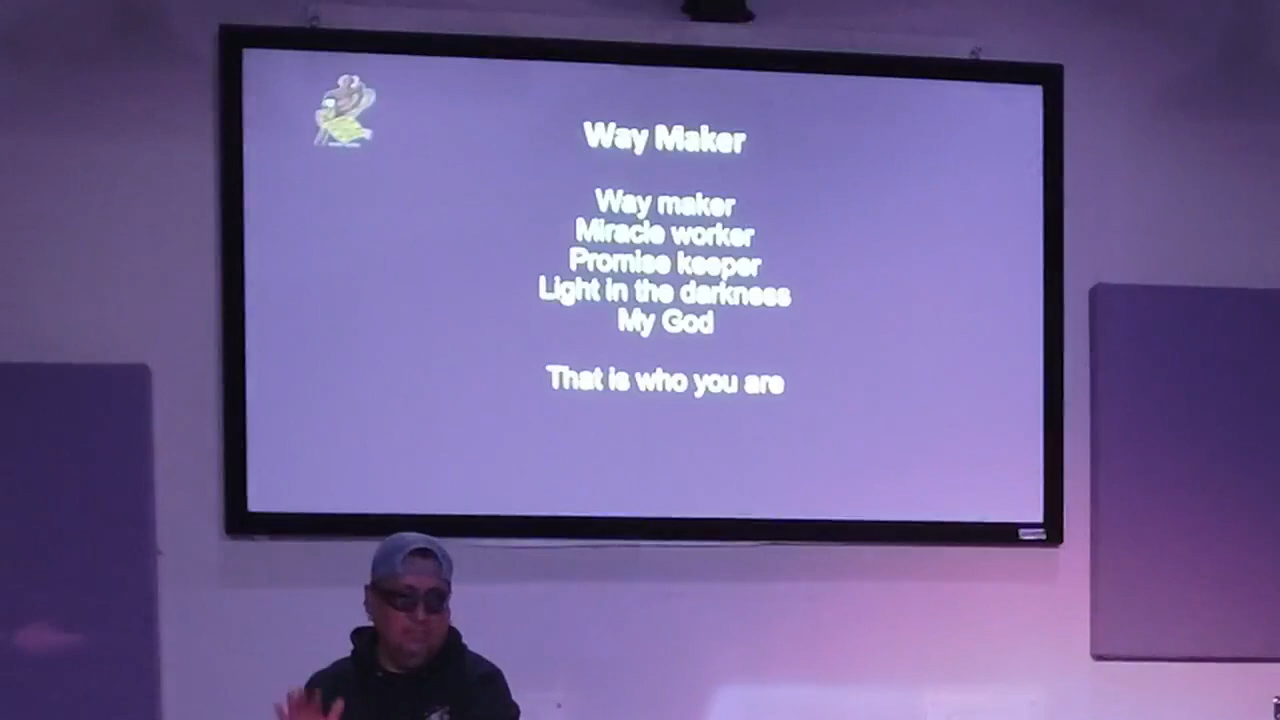 Way Maker
Way maker
Miracle worker
Promise keeper
Light in the darkness
My God
That is who you are